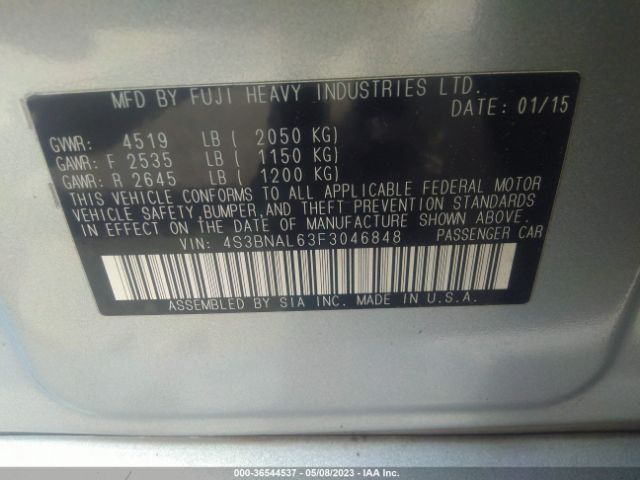 MFD BY FUJI HEAVY INDUSTRIES LTD.
DATE: 01/15
GVWR: 4519 LB ( 2050 KG)
GAWR: F 2535 LB ( 1150 KG)
GAWR: R 2645 LB ( 1200 KG)
THIS VEHICLE CONFORMS TO ALL APPLICABLE FEDERAL MOTOR
VEHICLE SAFETY,BUMPER,AND THEFT PREVENTION STANDARDS
IN EFFECT ON THE DATE OF MANUFACTURE SHOWN ABOVE.
VIN: 4S3BNAL63F3046848 PASSENGER CAR
ASSEMBLED BY SIA INC. MADE IN U.S.A.
000-36544537 - 05/08/2023 - IAA Inc.